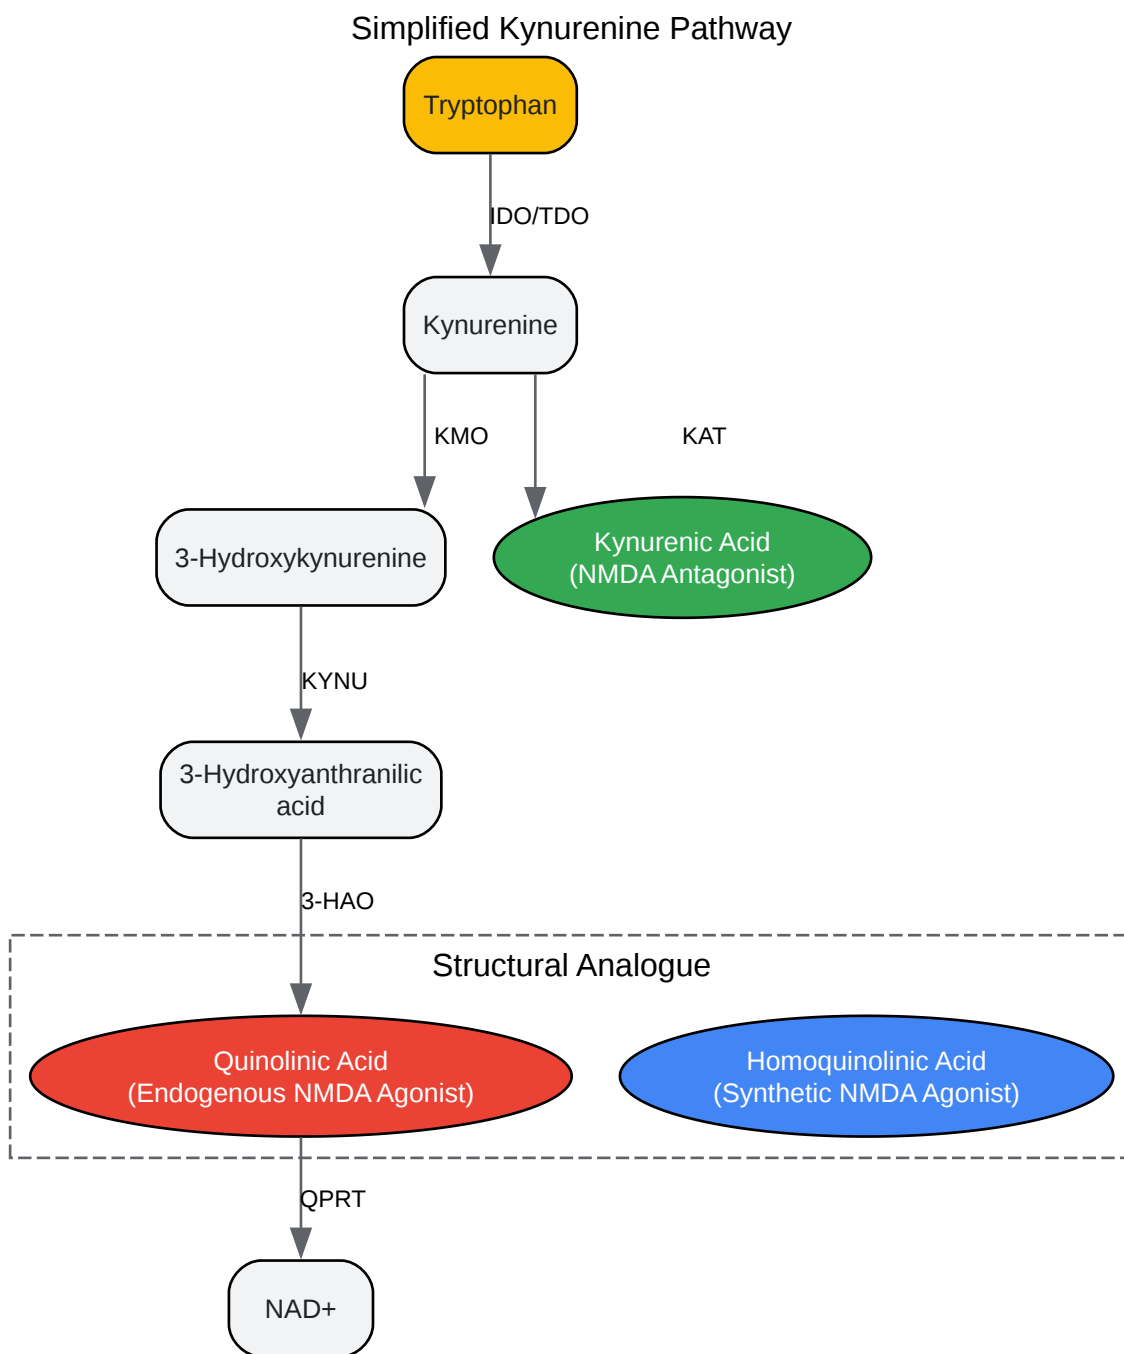 Simplified Kynurenine Pathway
Tryptophan
IDO/TDO
Kynurenine
KMO
KAT
3-Hydroxykynurenine
Kynurenic Acid
(NMDA Antagonist)
KYNU
3-Hydroxyanthranilic
acid
3-HAO
Structural Analogue
Quinolinic Acid
(Endogenous NMDA Agonist)
Homoquinolinic Acid
(Synthetic NMDA Agonist)
QPRT
NAD+